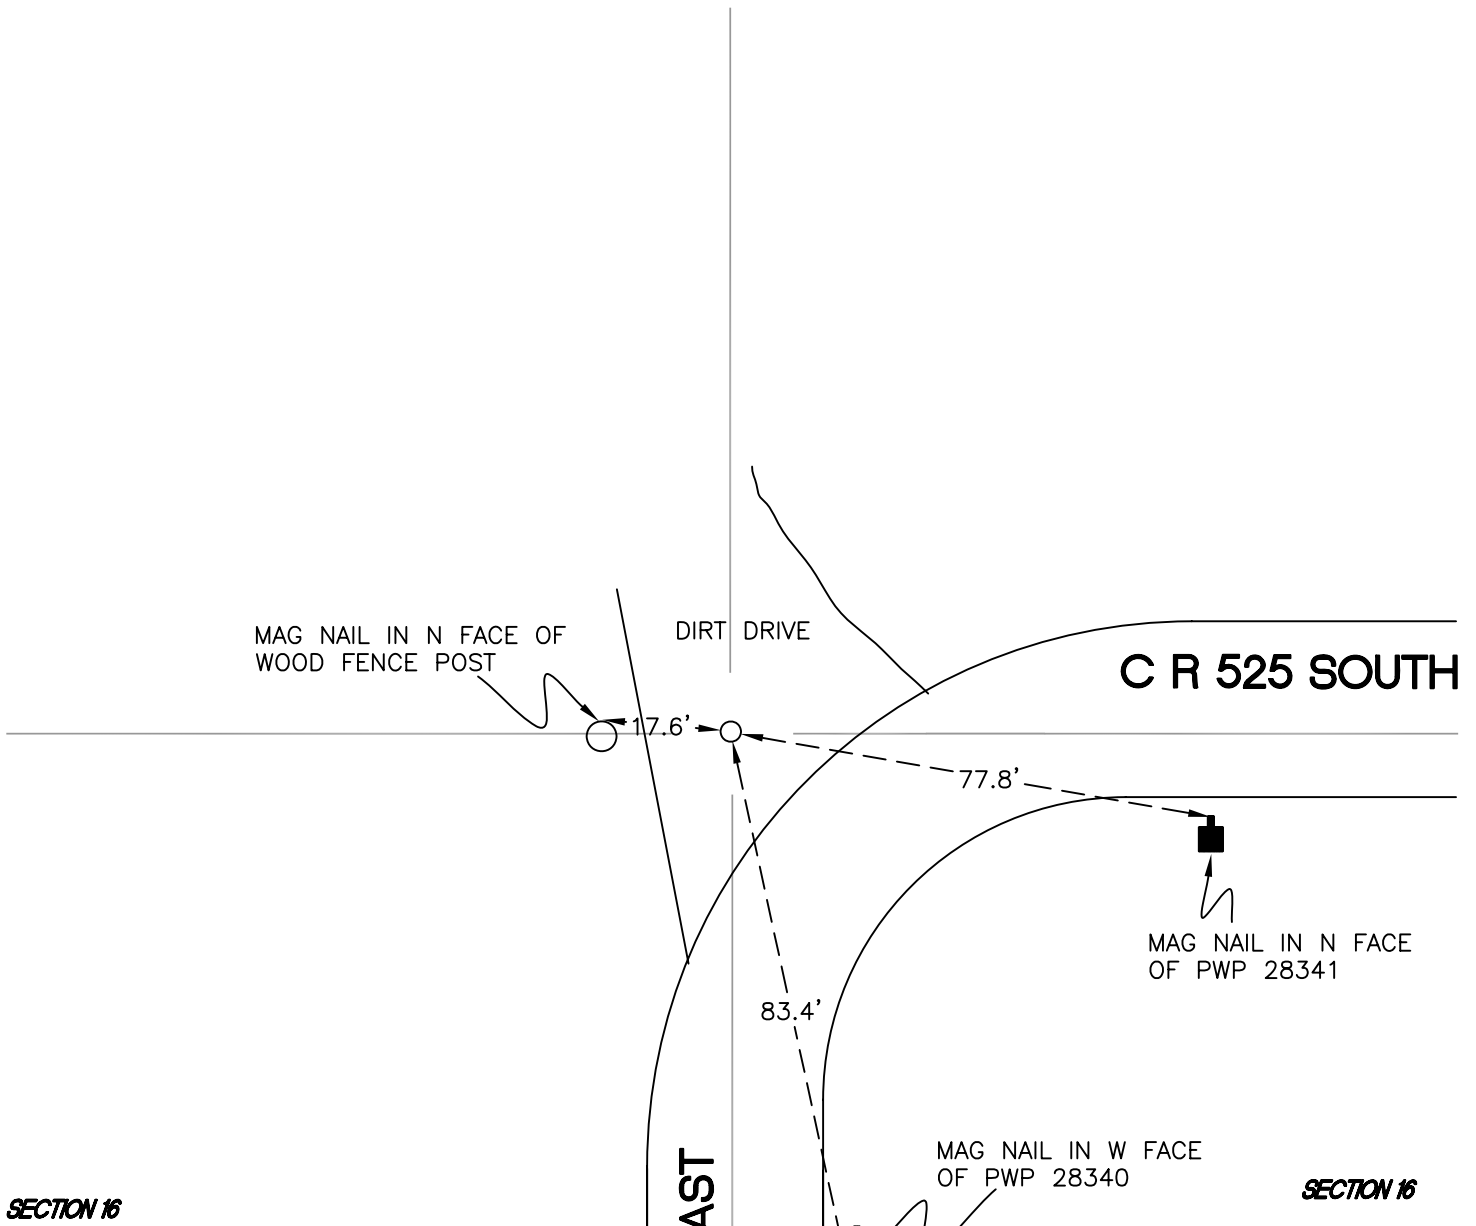 MAG NAIL IN N FACE OF
WOOD FENCE POST
DIRT DRIVE
C R 525 SOUTH
17.6'
77.8'
MAG NAIL IN N FACE
OF PWP 28341
83.4'
MAG NAIL IN W FACE
OF PWP 28340
AST
SECTION 16
SECTION 16